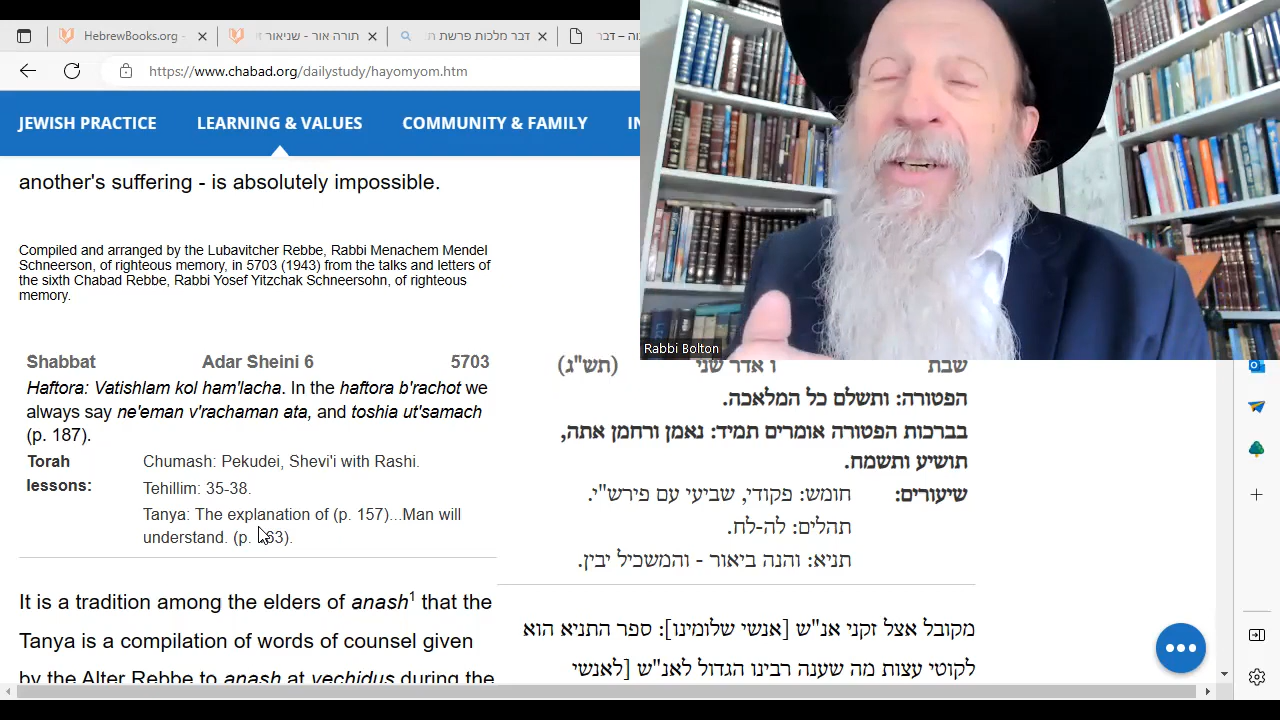 HebrewBooks.org -
תורה אור - שניאור
דבר מלכות פרשת
https://www.chabad.org/dailystudy/hayomyom.htm
JEWISH PRACTICE LEARNING & VALUES COMMUNITY & FAMILY
another's suffering - is absolutely impossible.
Compiled and arranged by the Lubavitcher Rebbe, Rabbi Menachem Mendel
Schneerson, of righteous memory, in 5703 (1943) from the talks and letters of
the sixth Chabad Rebbe, Rabbi Yosef Yitzchak Schneersohn, of righteous
memory.
Rabbi Bolton
Shabbat Adar Sheini 6 5703
Haftora: Vatishlam kol ham'lacha. In the haftora b'rachot we
always say ne'eman v'rachaman ata, and toshia ut'samach
(p. 187).
Torah
lessons:
Chumash: Pekudei, Shevi'i with Rashi.
Tehillim: 35-38.
Tanya: The explanation of (p. 157)...Man will
understand. (p.
It is a tradition among the elders of anash1 that the
Tanya is a compilation of words of counsel given
by the Alter Rebbe to anash at yechidus during the
שבת ו אדר שני (תש"ג)
הפטורה: ותשלם כל המלאכה.
בברכות הפטורה אומרים תמיד: נאמן ורחמן אתה,
תושיע ותשמח.
שיעורים:
חומש: פקודי, שביעי עם פירש"י.
תהלים: לה-לח.
תניא: והנה ביאור - והמשכיל יבין.
מקובל אצל זקני אנ"ש [אנשי שלומינו]: ספר התניא הוא
לקוטי עצות מה שענה רבינו הגדול לאנ"ש [לאנשי